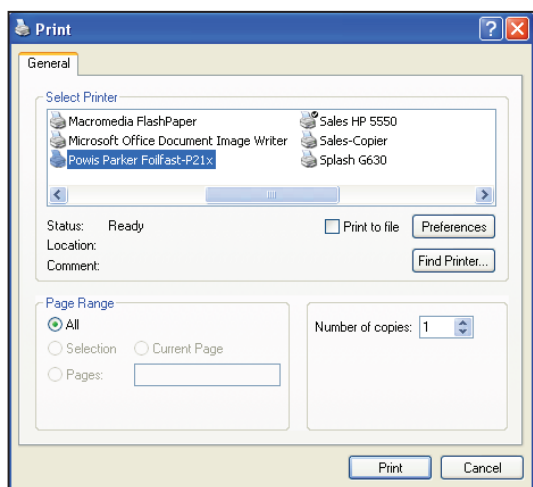 Print
General
Select Printer
Macromedia FlashPaper
Microsoft Office Document Image Writer
Powis Parker Foilfast-P21x
Sales HP 5550
Sales-Copier
Splash G630
Status: Ready
Location:
Comment:
Print to file
Preferences
Find Printer...
Page Range
All
Selection
Current Page
Pages:
Number of copies: 1
Print
Cancel